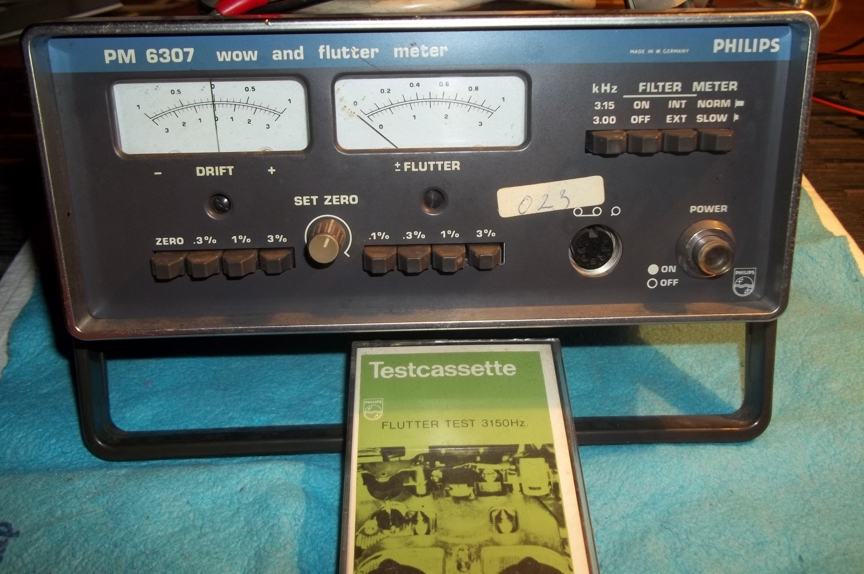 PM 6307 wow and flutter meter
MADE IN W. GERMANY
PHILIPS
1 0.5 0 0.5 1
3 2 1 0 1 2 3
0 0.2 0.4 0.6 0.8 1
0 1 2 3
kHz FILTER METER
3.15 ON INT NORM
3.00 OFF EXT SLOW
− DRIFT +
± FLUTTER
SET ZERO
023
POWER
ZERO .3% 1% 3%
.1% .3% 1% 3%
ON
OFF
PHILIPS
Testcassette
PHILIPS
FLUTTER TEST 3150Hz.